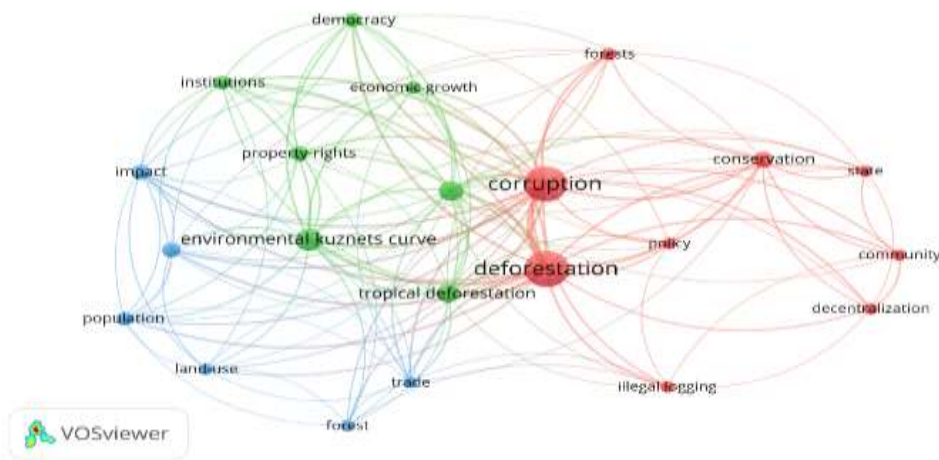 democracy
forests
institutions
economic growth
property rights
conservation
impact
state
corruption
environmental kuznets curve
policy
community
deforestation
tropical deforestation
decentralization
population
land-use
trade
illegal logging
forest
VOSviewer